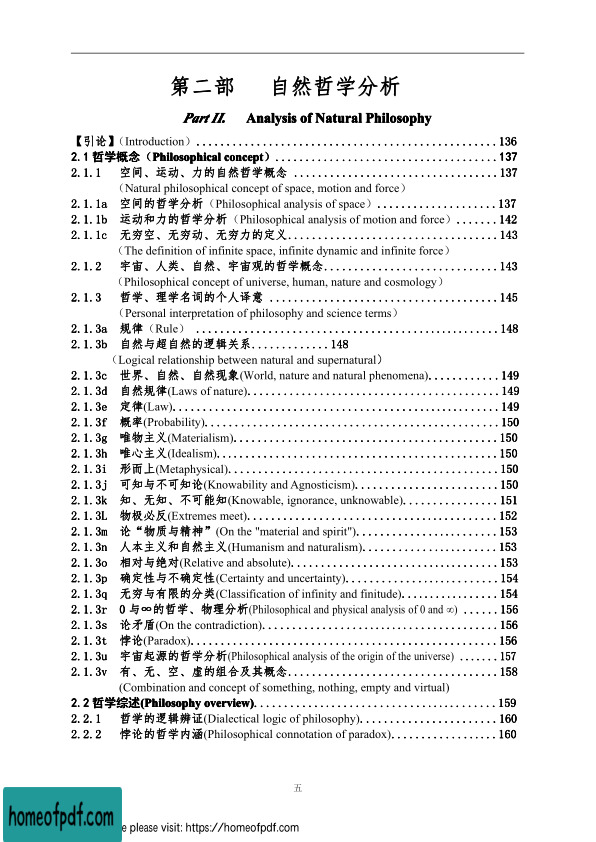 第二部 自然哲学分析
Part II. Analysis of Natural Philosophy
【引论】(Introduction)..................................................136
2.1 哲学概念（Philosophical concept）.....................................137
2.1.1 空间、运动、力的自然哲学概念 ..................................137
（Natural philosophical concept of space, motion and force）
2.1.1a 空间的哲学分析（Philosophical analysis of space）....................137
2.1.1b 运动和力的哲学分析（Philosophical analysis of motion and force）.......142
2.1.1c 无穷空、无穷动、无穷力的定义...................................143
（The definition of infinite space, infinite dynamic and infinite force）
2.1.2 宇宙、人类、自然、宇宙观的哲学概念.............................143
（Philosophical concept of universe, human, nature and cosmology）
2.1.3 哲学、理学名词的个人译意 ......................................145
（Personal interpretation of philosophy and science terms）
2.1.3a 规律（Rule） ..................................................148
2.1.3b 自然与超自然的逻辑关系.............148
（Logical relationship between natural and supernatural）
2.1.3c 世界、自然、自然现象(World, nature and natural phenomena)............149
2.1.3d 自然规律(Laws of nature)..........................................149
2.1.3e 定律(Law)......................................................149
2.1.3f 概率(Probability).................................................150
2.1.3g 唯物主义(Materialism)............................................150
2.1.3h 唯心主义(Idealism)...............................................150
2.1.3i 形而上(Metaphysical).............................................150
2.1.3j 可知与不可知论(Knowability and Agnosticism)........................150
2.1.3k 知、无知、不可能知(Knowable, ignorance, unknowable)................151
2.1.3L 物极必反(Extremes meet)..........................................152
2.1.3m 论“物质与精神”(On the "material and spirit").......................153
2.1.3n 人本主义和自然主义(Humanism and naturalism)......................153
2.1.3o 相对与绝对(Relative and absolute)..................................153
2.1.3p 确定性与不确定性(Certainty and uncertainty).........................154
2.1.3q 无穷与有限的分类(Classification of infinity and finitude)................154
2.1.3r 0 与∞的哲学、物理分析(Philosophical and physical analysis of 0 and ∞) ......156
2.1.3s 论矛盾(On the contradiction).......................................156
2.1.3t 悖论(Paradox)...................................................156
2.1.3u 宇宙起源的哲学分析(Philosophical analysis of the origin of the universe) .......157
2.1.3v 有、无、空、虚的组合及其概念...................................158
(Combination and concept of something, nothing, empty and virtual)
2.2 哲学综述(Philosophy overview)........................................159
2.2.1 哲学的逻辑辨证(Dialectical logic of philosophy).......................160
2.2.2 悖论的哲学内涵(Philosophical connotation of paradox)..................160
五
homeofpdf.com
e please visit: https://homeofpdf.com